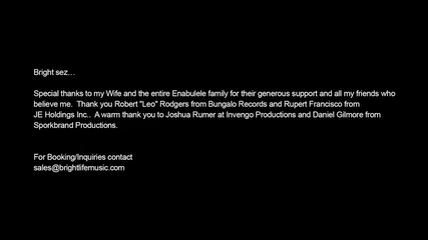 Bright sez...
Special thanks to my Wife and the entire Enabulele family for their generous support and all my friends who
believe me.  Thank you Robert "Leo" Rodgers from Bungalo Records and Rupert Francisco from
JE Holdings Inc..  A warm thank you to Joshua Rumer at Invengo Productions and Daniel Gilmore from
Sporkbrand Productions.
For Booking/Inquiries contact
sales@brightlifemusic.com